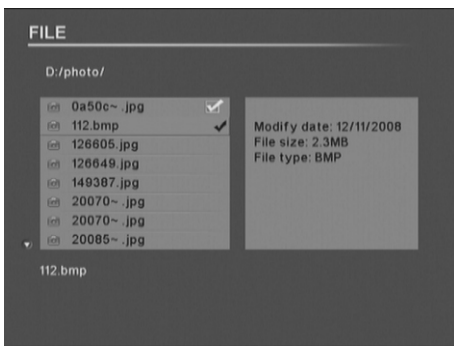 FILE
D:/photo/
0a50c~ .jpg
112.bmp
126605.jpg
126649.jpg
149387.jpg
20070~ .jpg
20070~ .jpg
20085~ .jpg
Modify date: 12/11/2008
File size: 2.3MB
File type: BMP
112.bmp